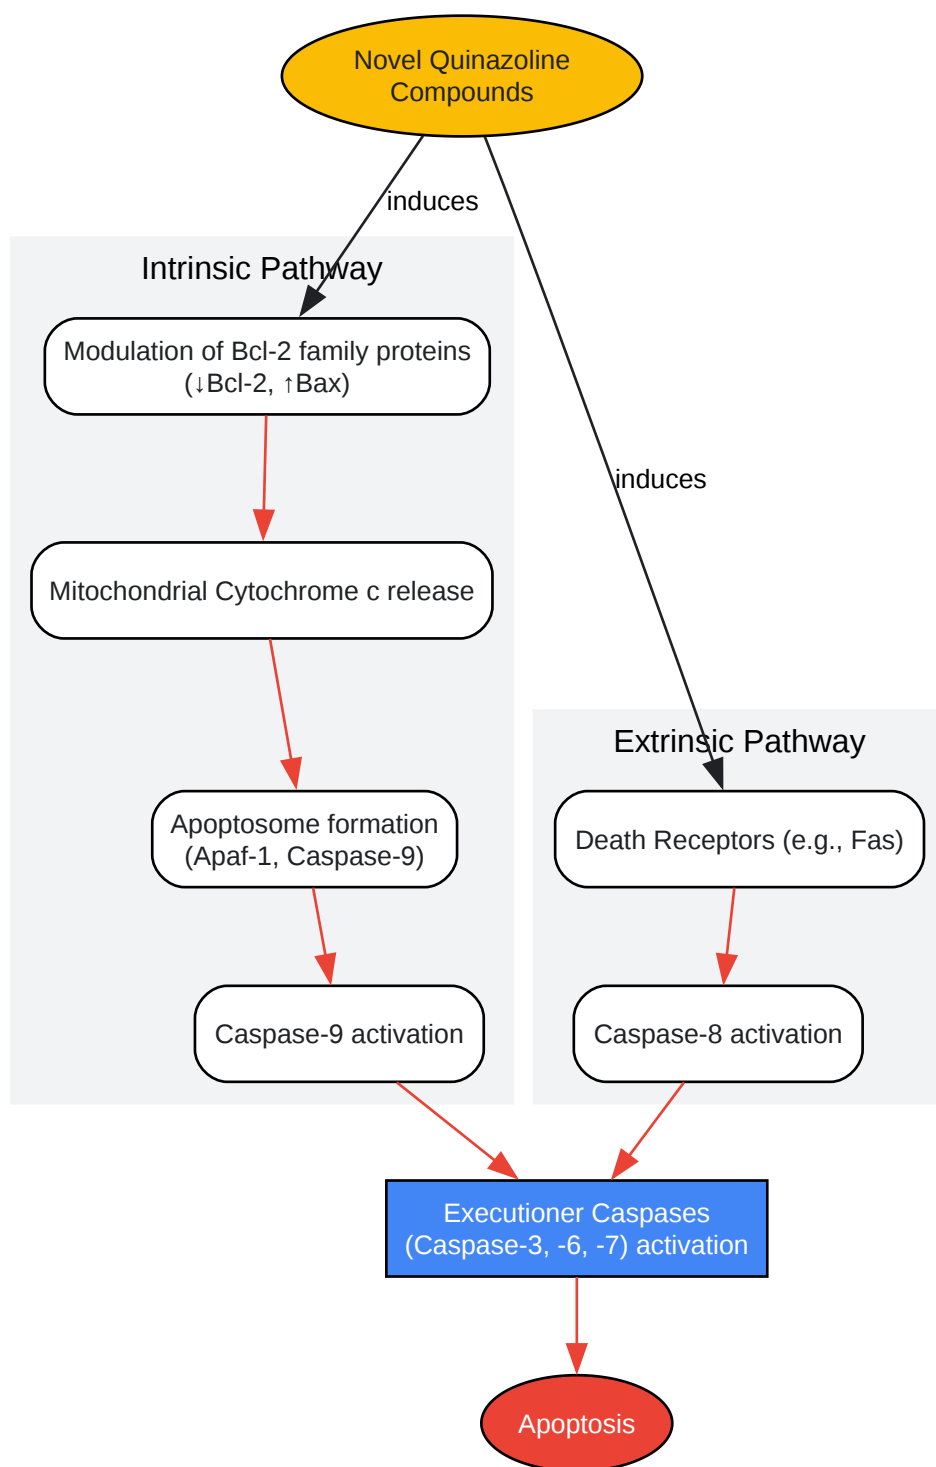 Novel Quinazoline
Compounds
induces
Intrinsic Pathway
Modulation of Bcl-2 family proteins
(↓Bcl-2, ↑Bax)
induces
Mitochondrial Cytochrome c release
Extrinsic Pathway
Apoptosome formation
(Apaf-1, Caspase-9)
Death Receptors (e.g., Fas)
Caspase-9 activation
Caspase-8 activation
Executioner Caspases
(Caspase-3, -6, -7) activation
Apoptosis